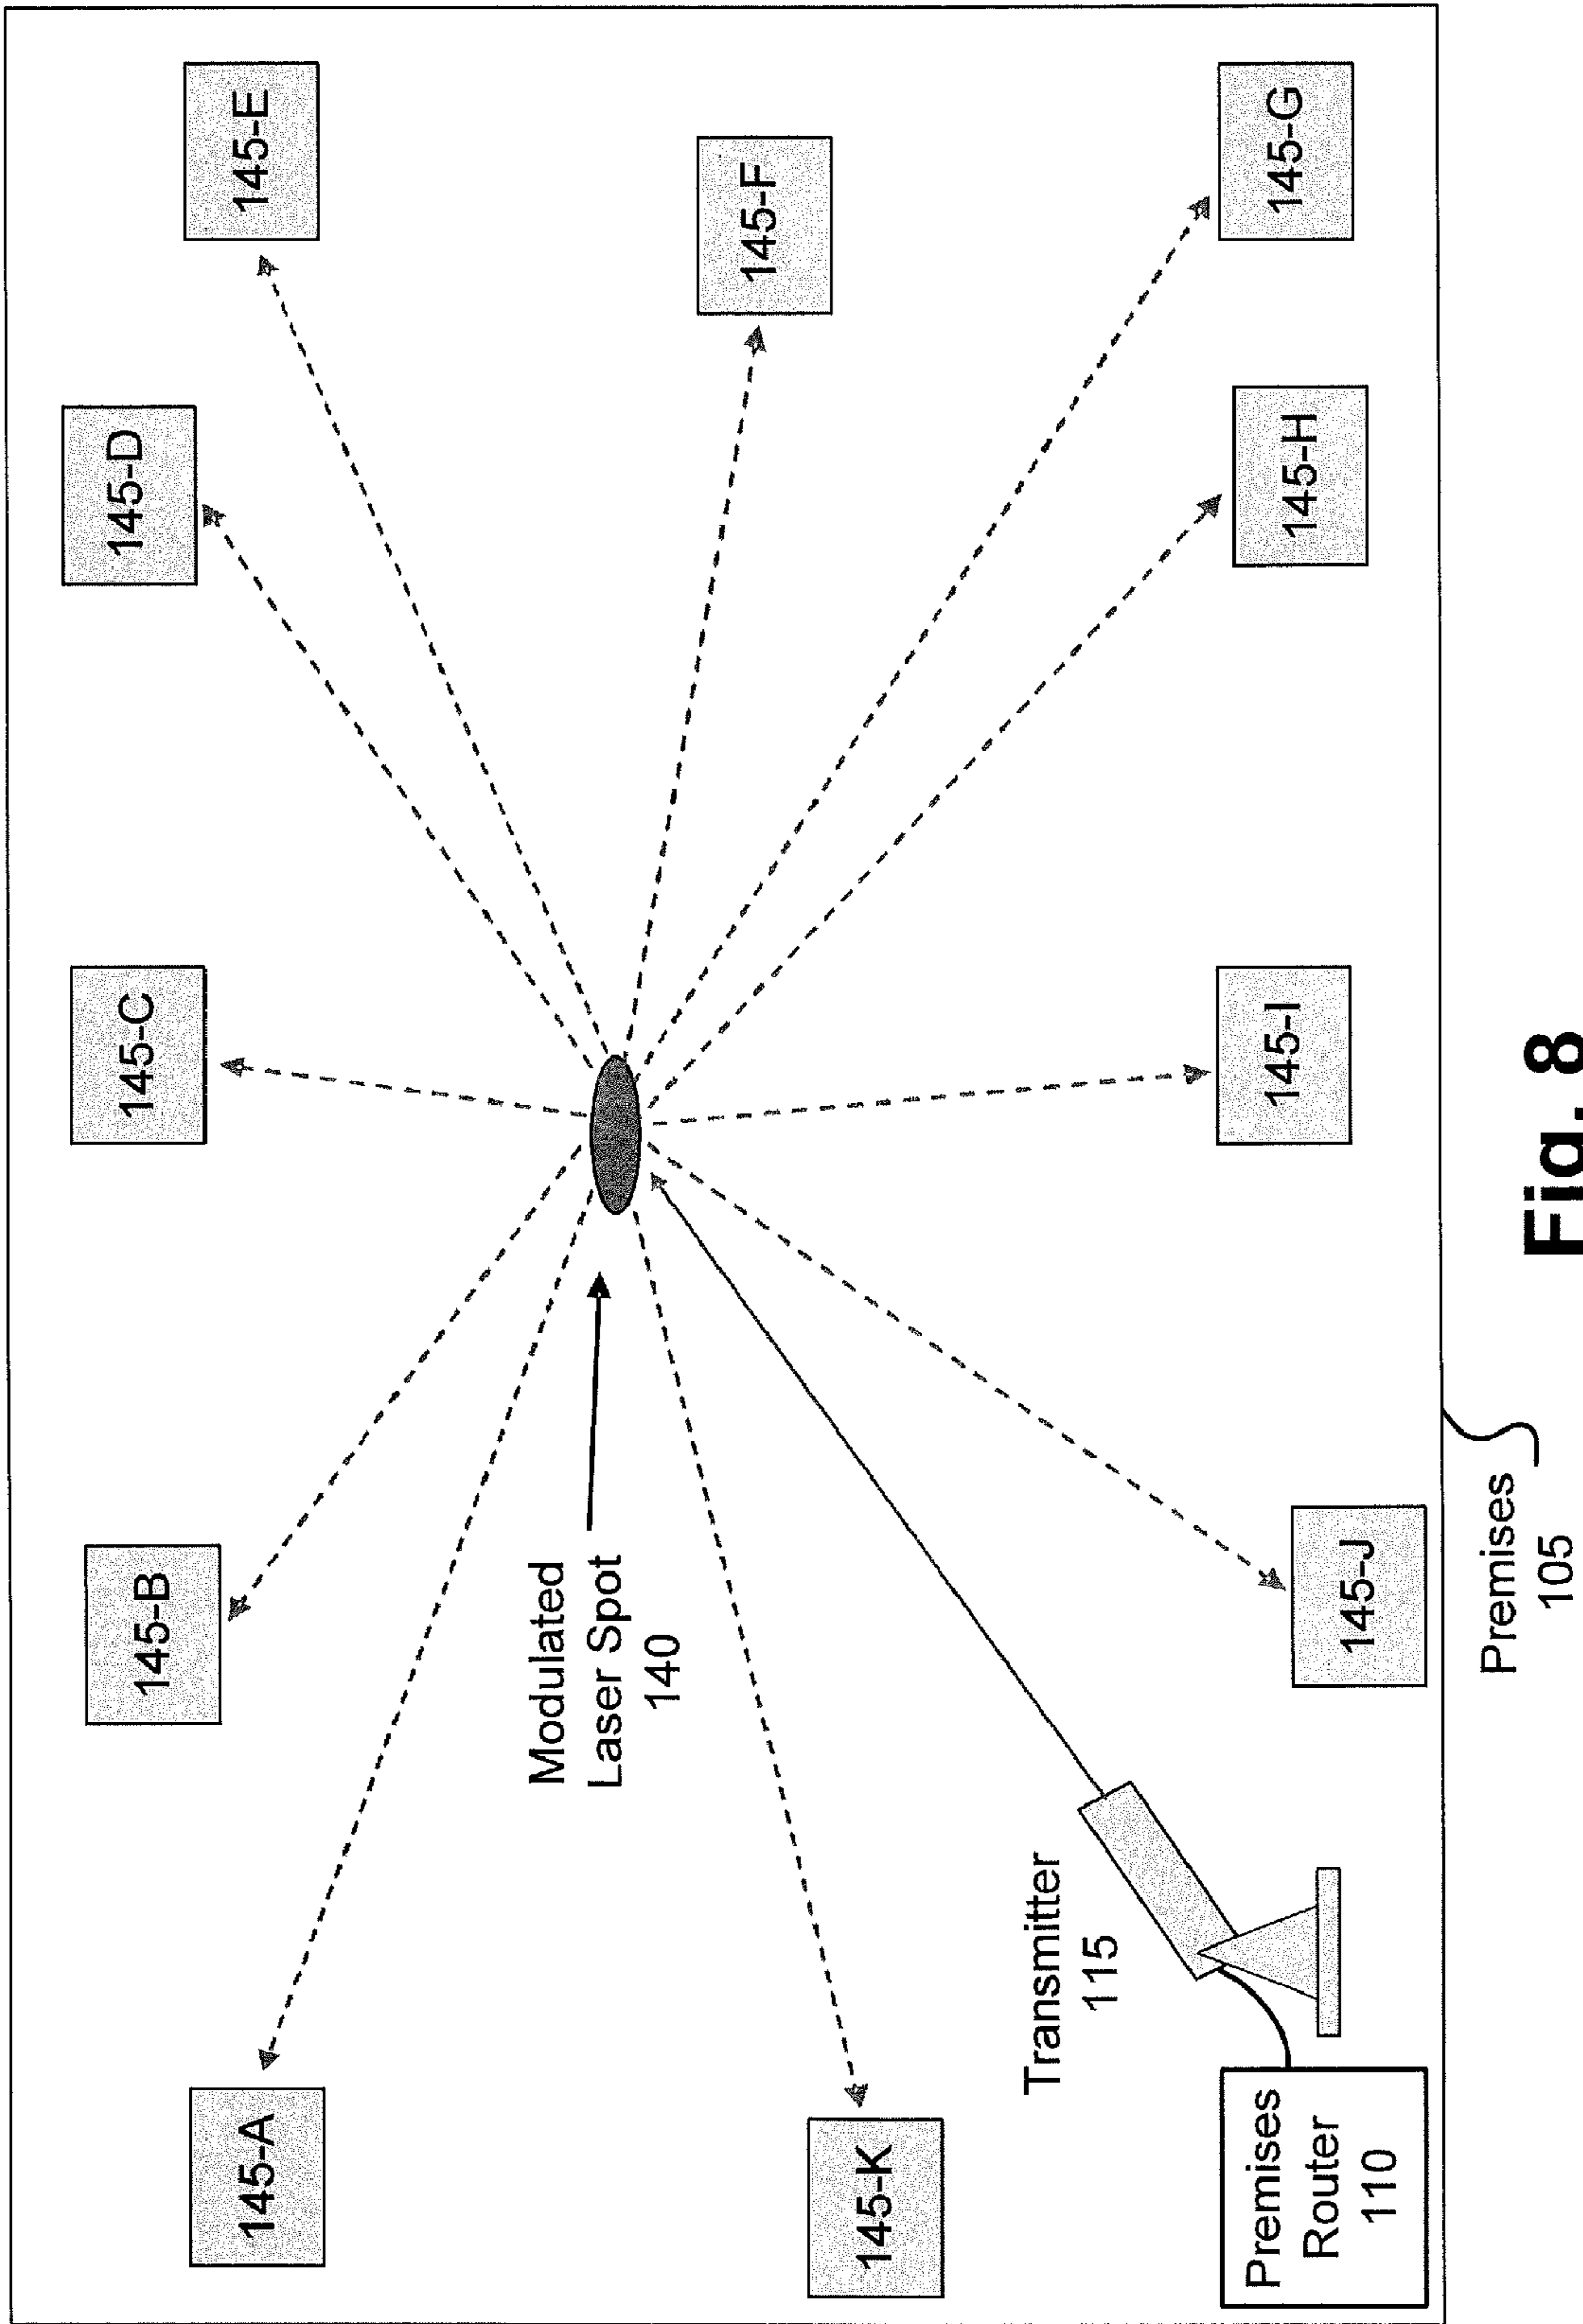 145-A
145-B
145-C
145-D
145-E
145-F
145-G
145-H
145-I
145-J
145-K
Modulated
Laser Spot
140
Transmitter
115
Premises
Router
110
Premises
105
Fig. 8